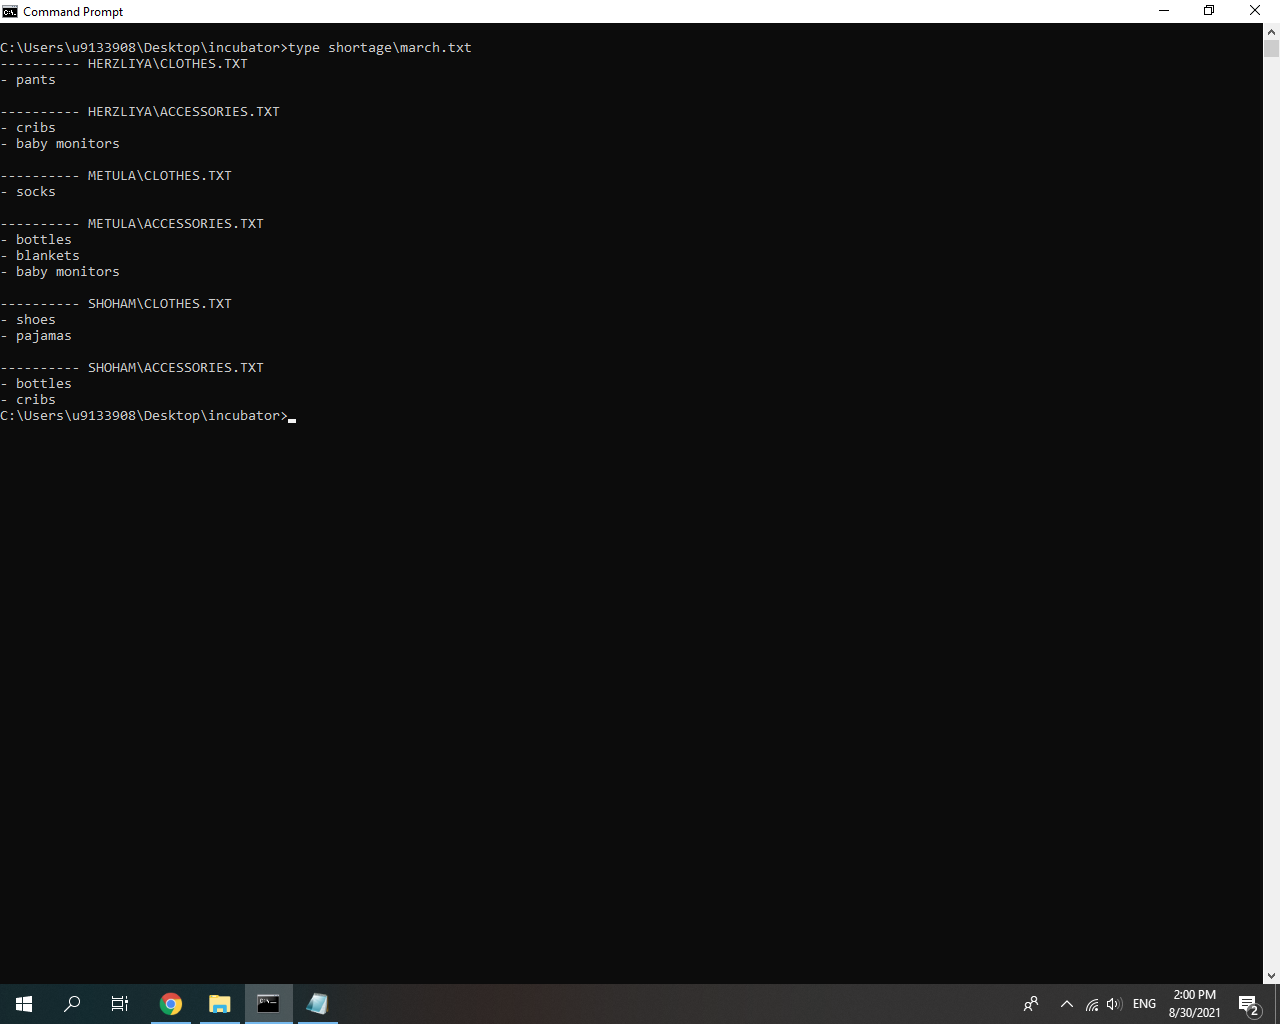 Command Prompt
C:\Users\u9133908\Desktop\incubator>type shortage\march.txt
---------- HERZLIYA\CLOTHES.TXT
- pants
---------- HERZLIYA\ACCESSORIES.TXT
- cribs
- baby monitors
---------- METULA\CLOTHES.TXT
- socks
---------- METULA\ACCESSORIES.TXT
- bottles
- blankets
- baby monitors
---------- SHOHAM\CLOTHES.TXT
- shoes
- pajamas
---------- SHOHAM\ACCESSORIES.TXT
- bottles
- cribs
C:\Users\u9133908\Desktop\incubator>
ENG
2:00 PM
8/30/2021
2